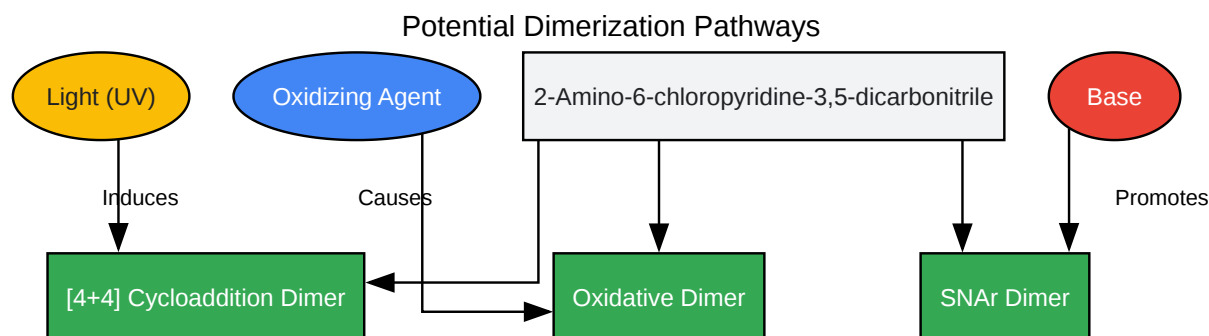 Potential Dimerization Pathways
Light (UV)
Oxidizing Agent
2-Amino-6-chloropyridine-3,5-dicarbonitrile
Base
Induces
Causes
Promotes
[4+4] Cycloaddition Dimer
Oxidative Dimer
SNAr Dimer